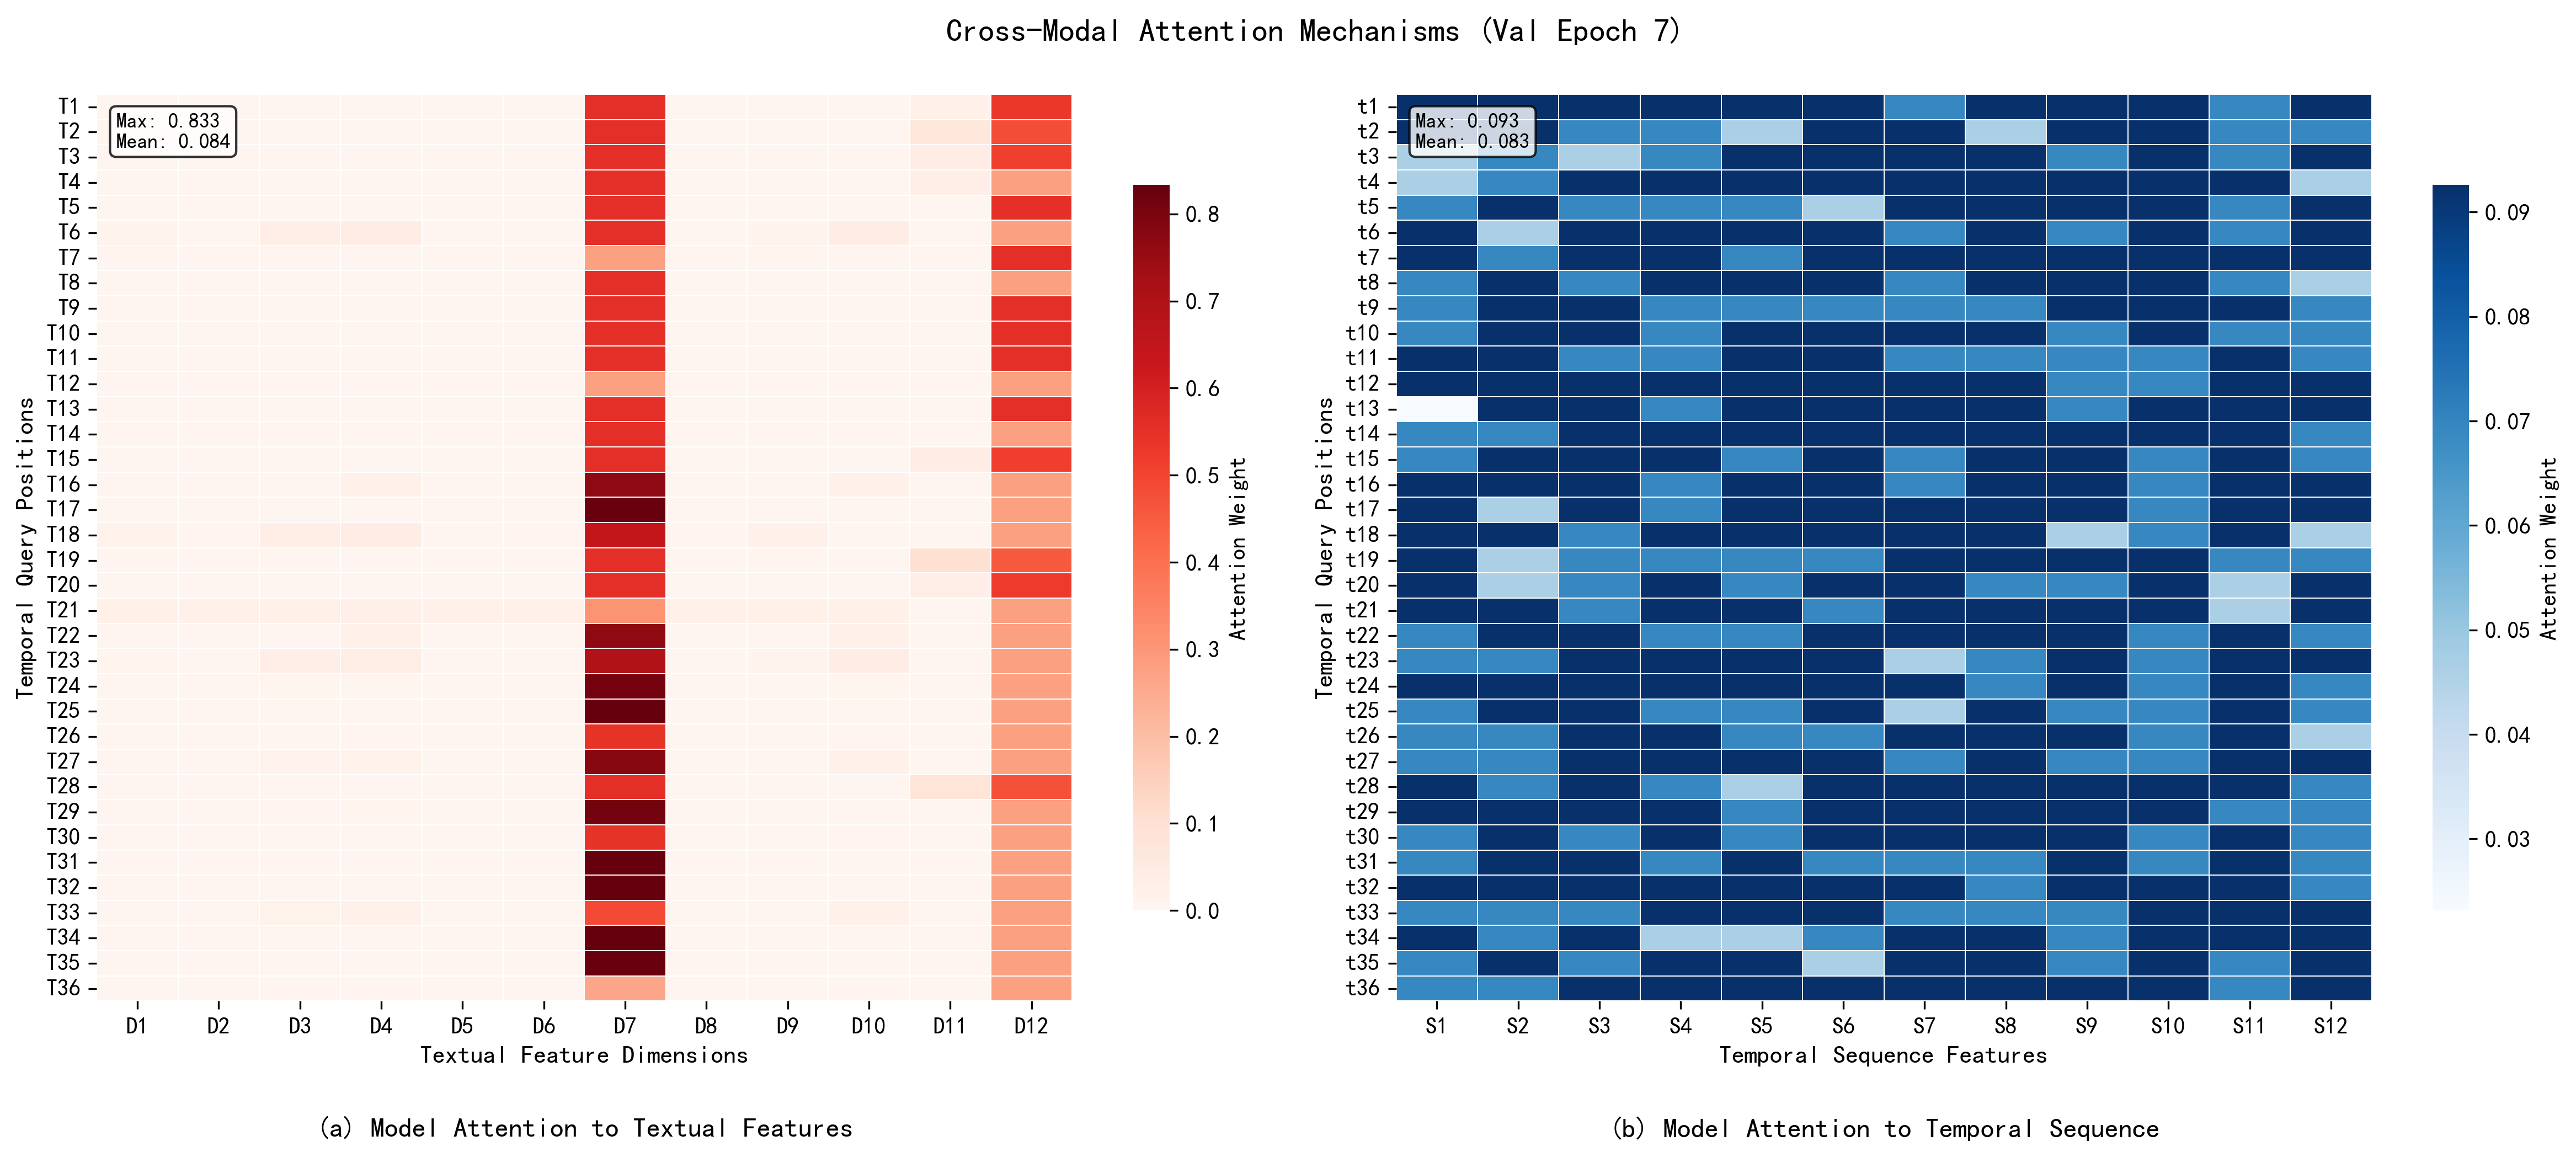 Cross-Modal Attention Mechanisms (Val Epoch 7)
Max: 0.833
Mean: 0.084
Temporal Query Positions
T1
T2
T3
T4
T5
T6
T7
T8
T9
T10
T11
T12
T13
T14
T15
T16
T17
T18
T19
T20
T21
T22
T23
T24
T25
T26
T27
T28
T29
T30
T31
T32
T33
T34
T35
T36
D1 D2 D3 D4 D5 D6 D7 D8 D9 D10 D11 D12
Textual Feature Dimensions
0.8
0.7
0.6
0.5
0.4
0.3
0.2
0.1
0.0
Attention Weight
(a) Model Attention to Textual Features
Max: 0.093
Mean: 0.083
Temporal Query Positions
t1
t2
t3
t4
t5
t6
t7
t8
t9
t10
t11
t12
t13
t14
t15
t16
t17
t18
t19
t20
t21
t22
t23
t24
t25
t26
t27
t28
t29
t30
t31
t32
t33
t34
t35
t36
S1 S2 S3 S4 S5 S6 S7 S8 S9 S10 S11 S12
Temporal Sequence Features
0.09
0.08
0.07
0.06
0.05
0.04
0.03
Attention Weight
(b) Model Attention to Temporal Sequence